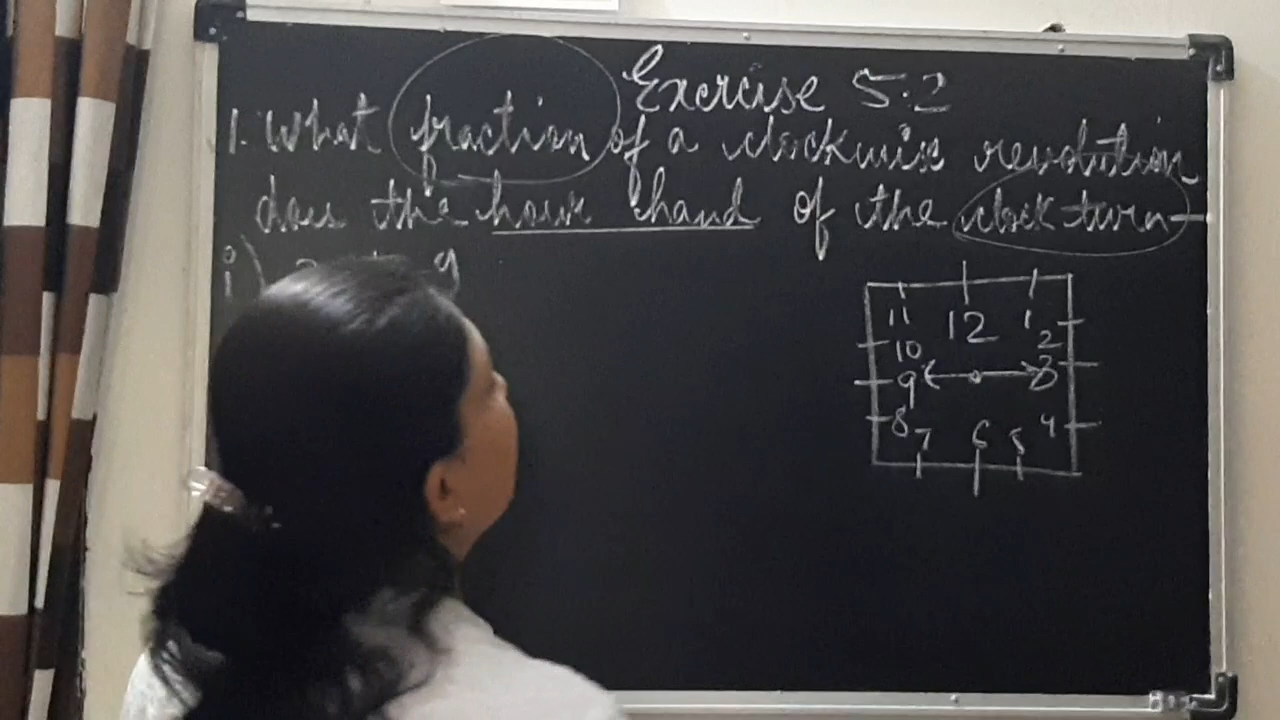 Exercise 5.2
1. What fraction of a clockwise revolution
does the hour hand of the clock turn
i) 9
11 12 1
10 2
9 3
8 4
7 6 5